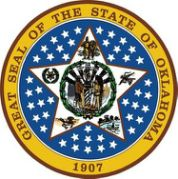 GREAT SEAL OF THE STATE OF OKLAHOMA
1907